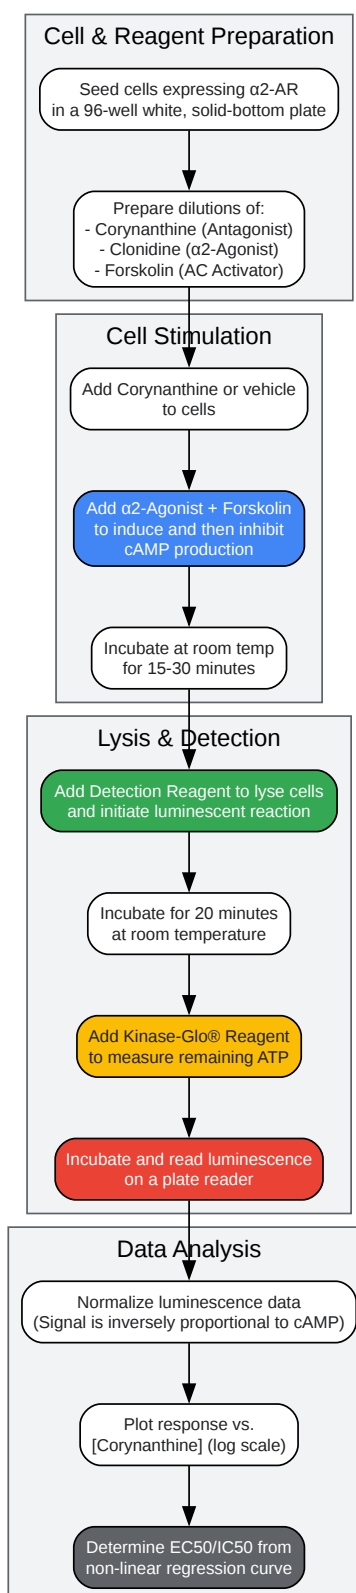 Cell & Reagent Preparation
Seed cells expressing α2-AR
in a 96-well white, solid-bottom plate
Prepare dilutions of:
- Corynanthine (Antagonist)
- Clonidine (α2-Agonist)
- Forskolin (AC Activator)
Cell Stimulation
Add Corynanthine or vehicle
to cells
Add α2-Agonist + Forskolin
to induce and then inhibit
cAMP production
Incubate at room temp
for 15-30 minutes
Lysis & Detection
Add Detection Reagent to lyse cells
and initiate luminescent reaction
Incubate for 20 minutes
at room temperature
Add Kinase-Glo® Reagent
to measure remaining ATP
Incubate and read luminescence
on a plate reader
Data Analysis
Normalize luminescence data
(Signal is inversely proportional to cAMP)
Plot response vs.
[Corynanthine] (log scale)
Determine EC50/IC50 from
non-linear regression curve